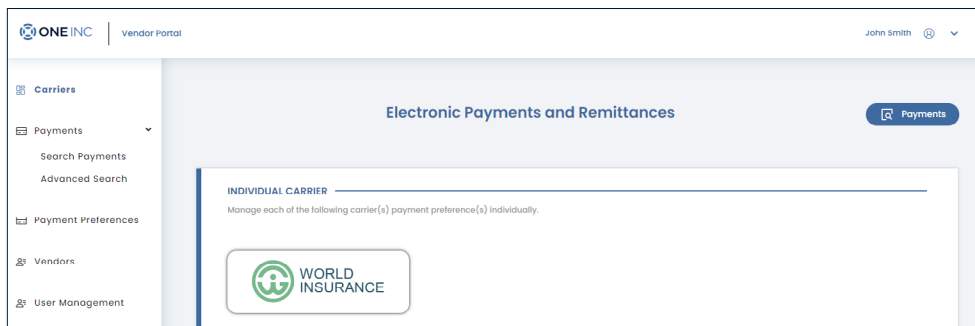 ONE INC Vendor Portal
John Smith
Carriers
Payments
Search Payments
Advanced Search
Payment Preferences
Vendors
User Management
Electronic Payments and Remittances
Payments
INDIVIDUAL CARRIER
Manage each of the following carrier(s) payment preference(s) individually.
WORLD
INSURANCE